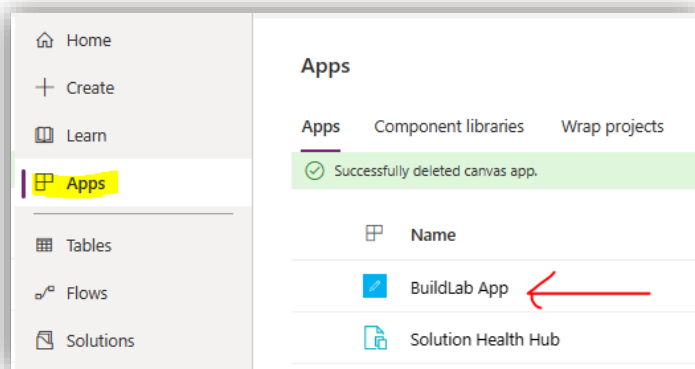 Home
Create
Learn
Apps
Tables
Flows
Solutions
Apps
Apps Component libraries Wrap projects
Successfully deleted canvas app.
Name
BuildLab App
Solution Health Hub